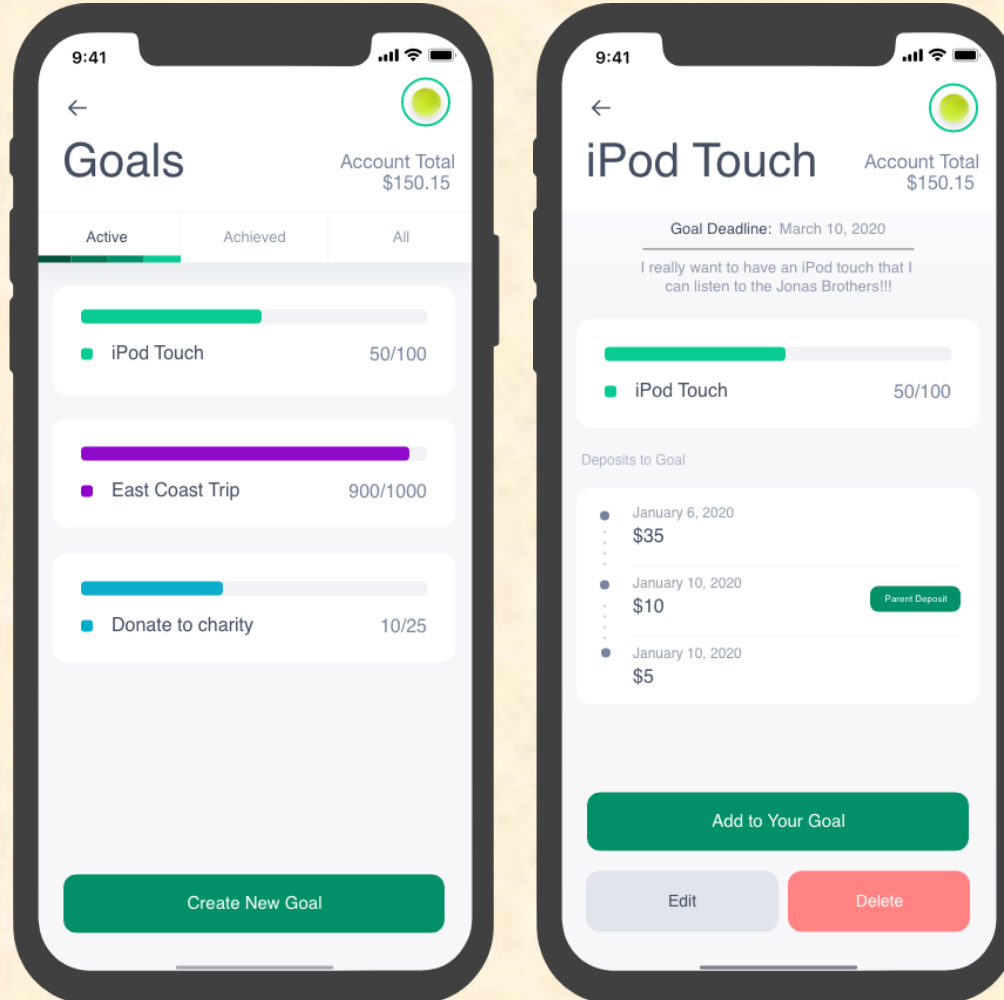 9:41
Goals
Account Total
$150.15
Active
Achieved
All
iPod Touch
50/100
East Coast Trip
900/1000
Donate to charity
10/25
Create New Goal
9:41
iPod Touch
Account Total
$150.15
Goal Deadline: March 10, 2020
I really want to have an iPod touch that I
can listen to the Jonas Brothers!!!
iPod Touch
50/100
Deposits to Goal
January 6, 2020
$35
January 10, 2020
$10
Parent Deposit
January 10, 2020
$5
Add to Your Goal
Edit
Delete